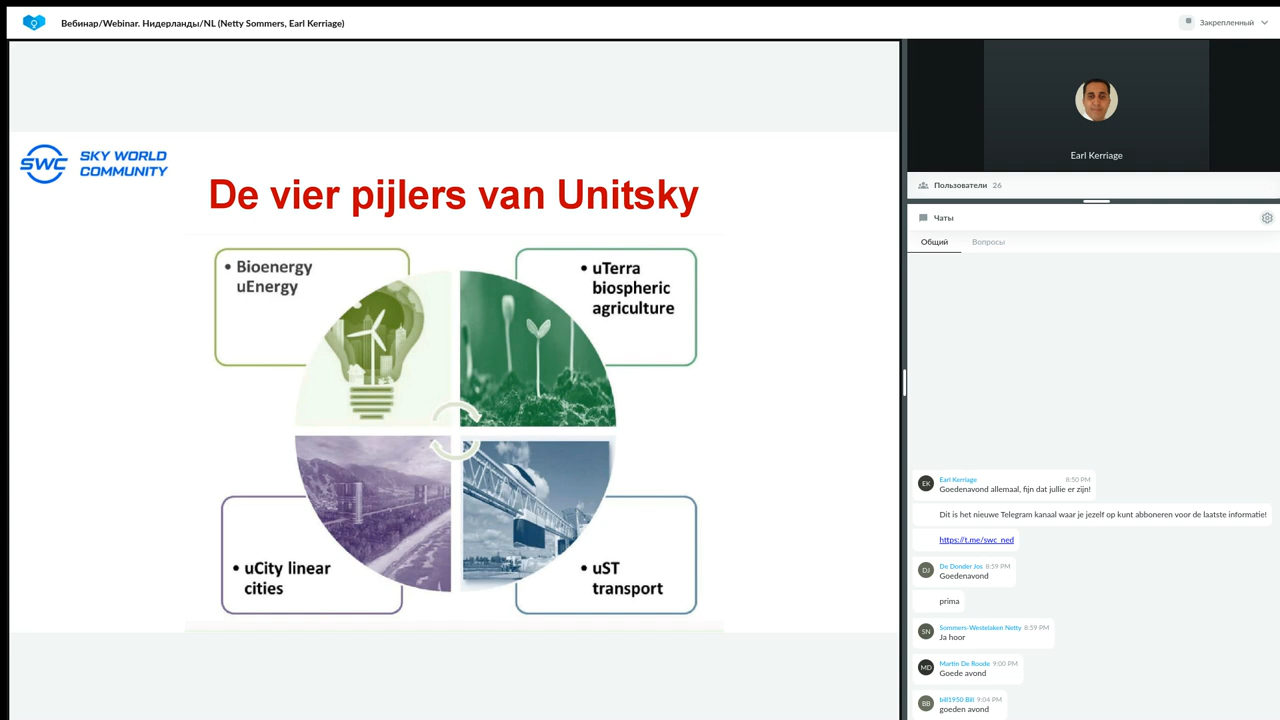 Вебинар/Webinar. Нидерланды/NL (Netty Sommers, Earl Kerriage)
Закрепленный
SWC SKY WORLD
COMMUNITY
De vier pijlers van Unitsky
• Bioenergy
uEnergy
• uTerra
biospheric
agriculture
• uCity linear
cities
• uST
transport
Earl Kerriage
Пользователи 26
Чаты
Общий Вопросы
EK Earl Kerriage 8:50 PM
Goedenavond allemaal, fijn dat jullie er zijn!
Dit is het nieuwe Telegram kanaal waar je jezelf op kunt abboneren voor de laatste informatie!
https://t.me/swc_ned
DJ De Donder Jos 8:59 PM
Goedenavond
prima
SN Sommers-Westelaken Netty 8:59 PM
Ja hoor
MD Martin De Roode 9:00 PM
Goede avond
BB bill1950 Bill 9:04 PM
goeden avond